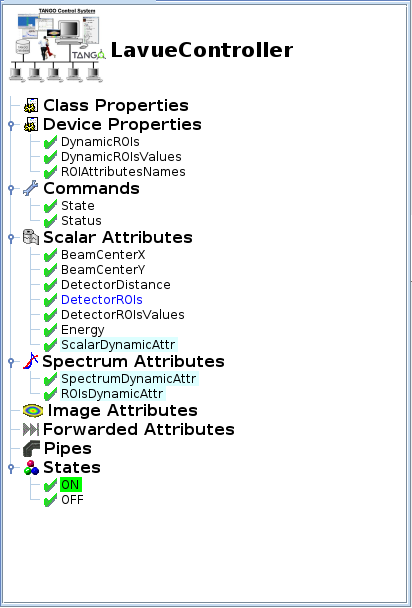 TANGO Control System
TANGO
LavueController
Class Properties
Device Properties
DynamicROIs
DynamicROIsValues
ROIAttributesNames
Commands
State
Status
Scalar Attributes
BeamCenterX
BeamCenterY
DetectorDistance
DetectorROIs
DetectorROIsValues
Energy
ScalarDynamicAttr
Spectrum Attributes
SpectrumDynamicAttr
ROIsDynamicAttr
Image Attributes
Forwarded Attributes
Pipes
States
ON
OFF